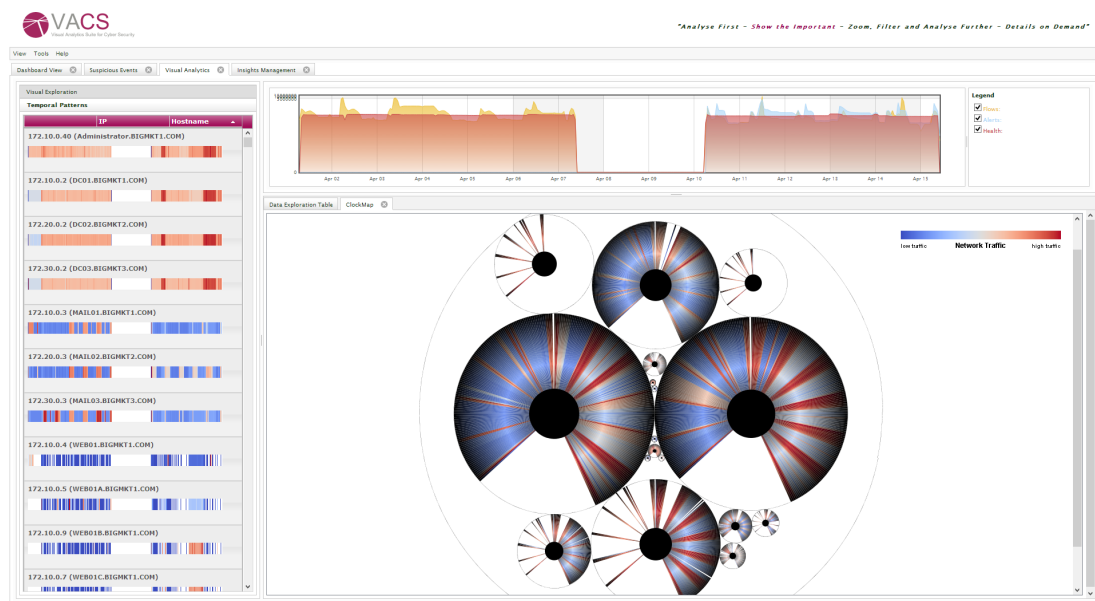 VACS
Visual Analytics Suite for Cyber Security
"Analyse First - Show the Important - Zoom, Filter and Analyse Further - Details on Demand"
View Tools Help
Dashboard View Suspicious Events Visual Analytics Insights Management
Visual Exploration
Temporal Patterns
IP Hostname
172.10.0.40 (Administrator.BIGMKT1.COM)
172.10.0.2 (DC01.BIGMKT1.COM)
172.20.0.2 (DC02.BIGMKT2.COM)
172.30.0.2 (DC03.BIGMKT3.COM)
172.10.0.3 (MAIL01.BIGMKT1.COM)
172.20.0.3 (MAIL02.BIGMKT2.COM)
172.30.0.3 (MAIL03.BIGMKT3.COM)
172.10.0.4 (WEB01.BIGMKT1.COM)
172.10.0.5 (WEB01A.BIGMKT1.COM)
172.10.0.9 (WEB01B.BIGMKT1.COM)
172.10.0.7 (WEB01C.BIGMKT1.COM)
0
Apr 02 Apr 03 Apr 04 Apr 05 Apr 06 Apr 07 Apr 08 Apr 09 Apr 10 Apr 11 Apr 12 Apr 13 Apr 14 Apr 15
Legend
Flows:
Alerts:
Health:
Data Exploration Table ClockMap
low traffic Network Traffic high traffic